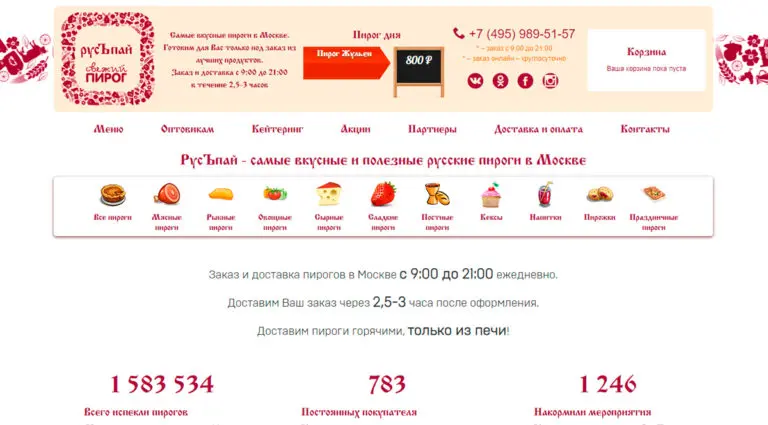 русЪпай
свежий
ПИРОГ
Самые вкусные пироги в Москве.
Готовим для Вас только под заказ из
лучших продуктов.
Заказ и доставка с 9:00 до 21:00
в течение 2,5-3 часов
Пирог дня
Пирог Жульен
800 ₽
+7 (495) 989-51-57
* - заказ с 9:00 до 21:00
* - заказ онлайн - круглосуточно
Корзина
Ваша корзина пока пуста
Меню Оптовикам Кейтеринг Акции Партнеры Доставка и оплата Контакты
РусЪпай - самые вкусные и полезные русские пироги в Москве
Все пироги
Мясные
пироги
Рыбные
пироги
Овощные
пироги
Сырные
пироги
Сладкие
пироги
Постные
пироги
Кексы
Напитки
Пирожки
Праздничные
пироги
Заказ и доставка пирогов в Москве с 9:00 до 21:00 ежедневно.
Доставим Ваш заказ через 2,5-3 часа после оформления.
Доставим пироги горячими, только из печи!
1 583 534
Всего испекли пирогов
783
Постоянных покупателя
1 246
Накормили мероприятия